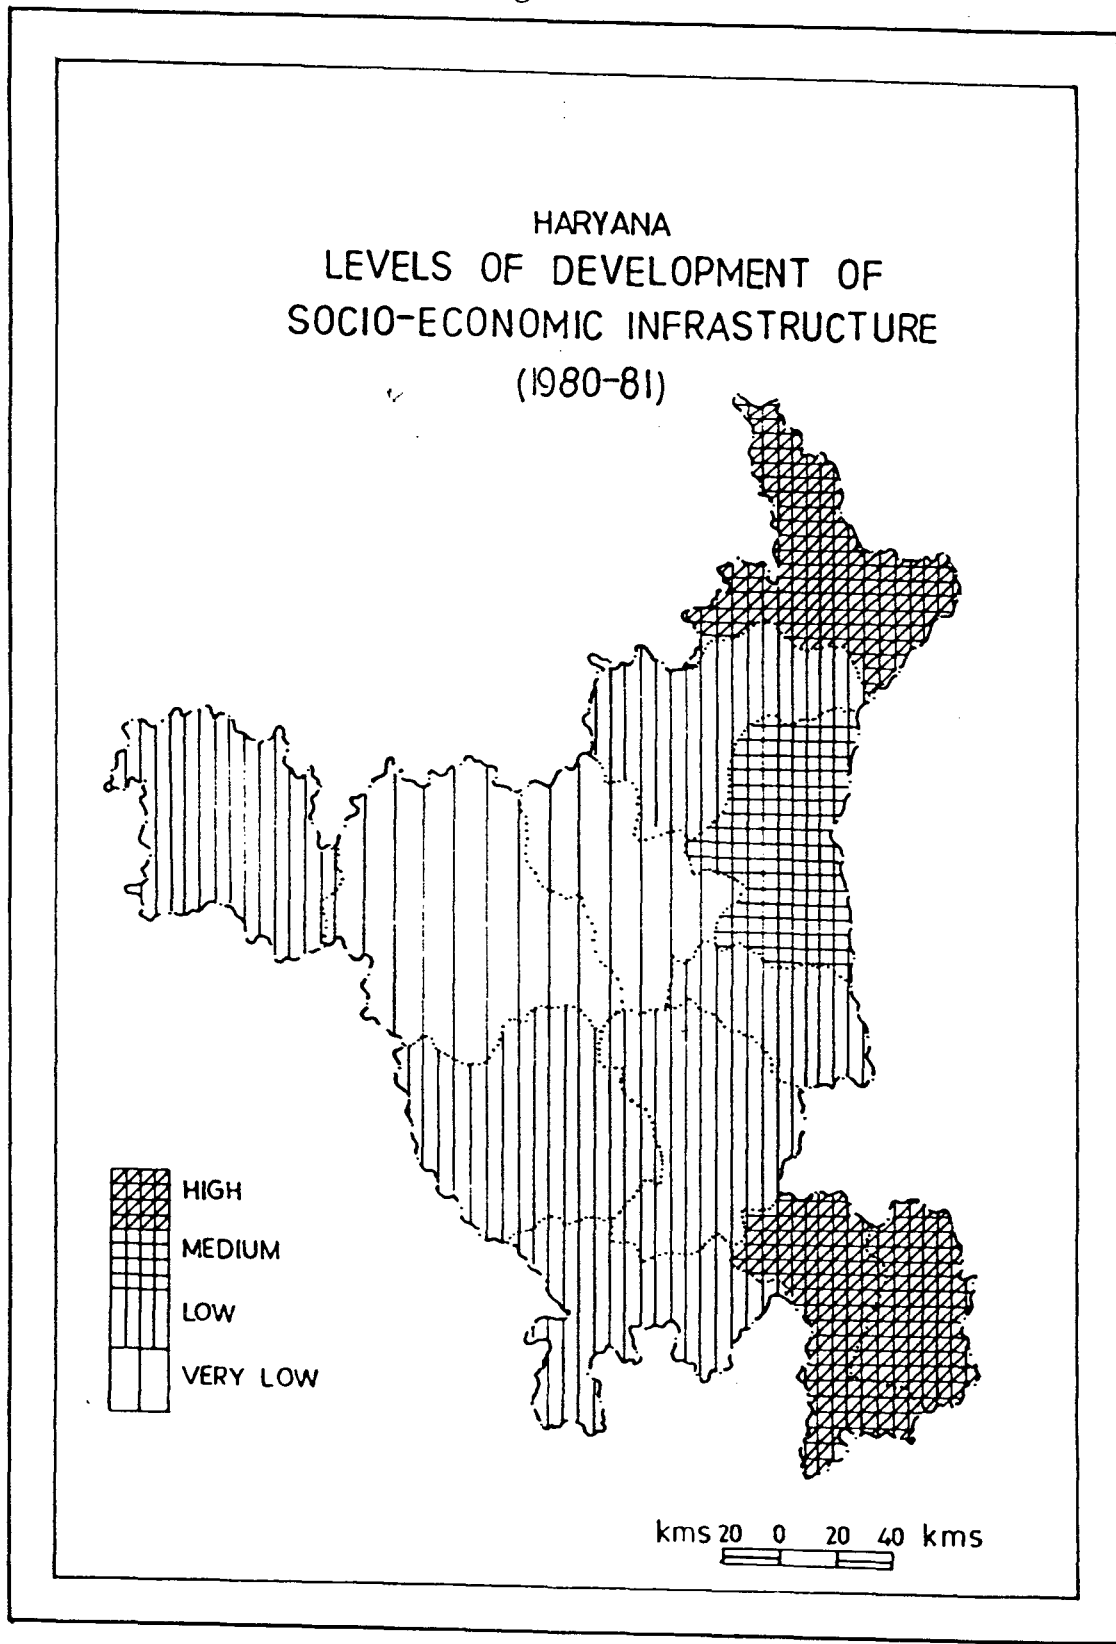 HARYANA
LEVELS OF DEVELOPMENT OF
SOCIO-ECONOMIC INFRASTRUCTURE
(1980-81)
HIGH
MEDIUM
LOW
VERY LOW
kms 20 0 20 40 kms